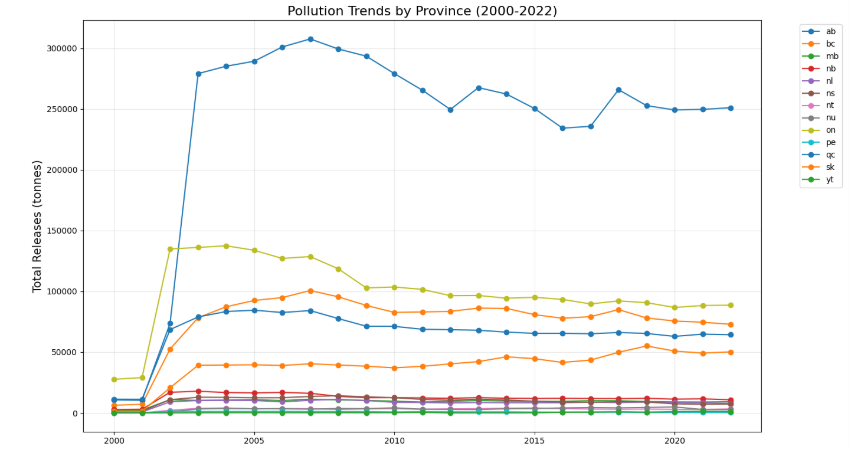 Pollution Trends by Province (2000-2022)
Total Releases (tonnes)
300000
250000
200000
150000
100000
50000
0
2000
2005
2010
2015
2020
ab
bc
mb
nb
nl
ns
nt
nu
on
pe
qc
sk
yt